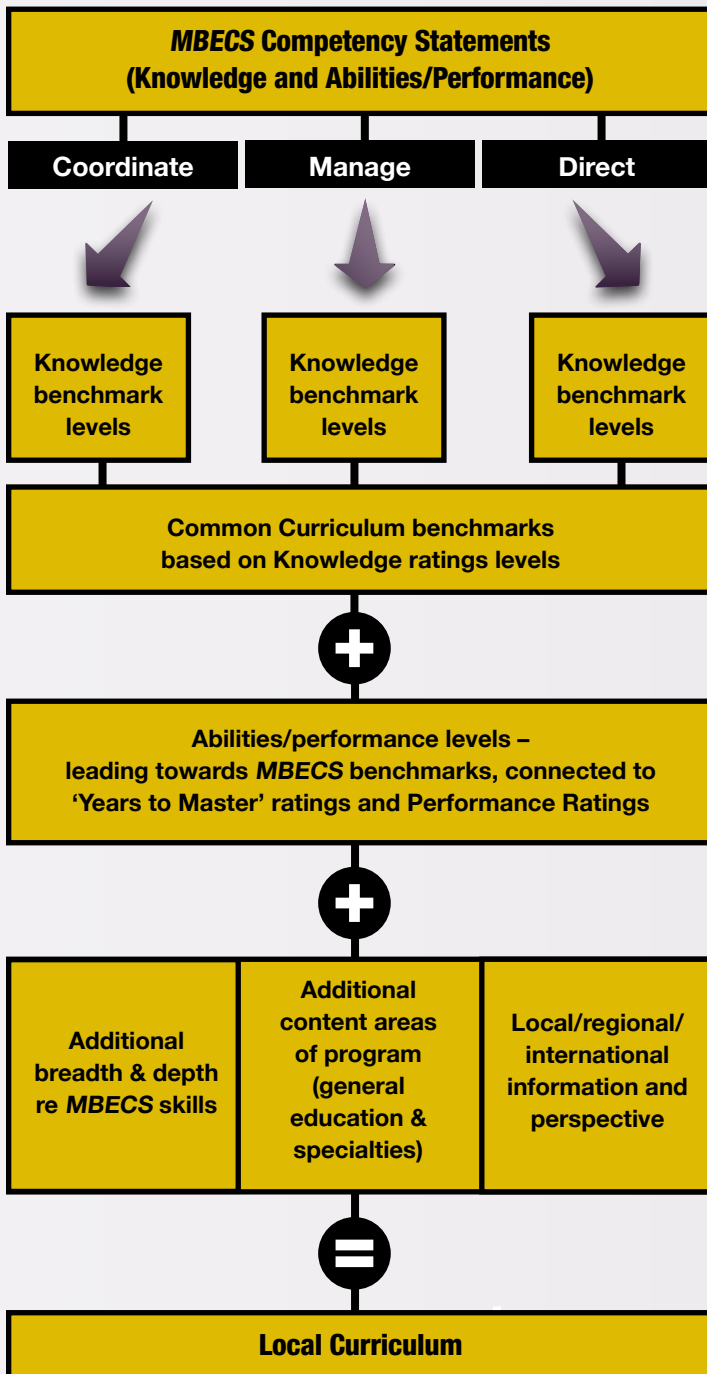 MBECS Competency Statements
(Knowledge and Abilities/Performance)
Coordinate
Manage
Direct
Knowledge
benchmark
levels
Knowledge
benchmark
levels
Knowledge
benchmark
levels
Common Curriculum benchmarks
based on Knowledge ratings levels
+
Abilities/performance levels –
leading towards MBECS benchmarks, connected to
‘Years to Master’ ratings and Performance Ratings
+
Additional
breadth & depth
re MBECS skills
Additional
content areas
of program
(general
education &
specialties)
Local/regional/
international
information and
perspective
=
Local Curriculum